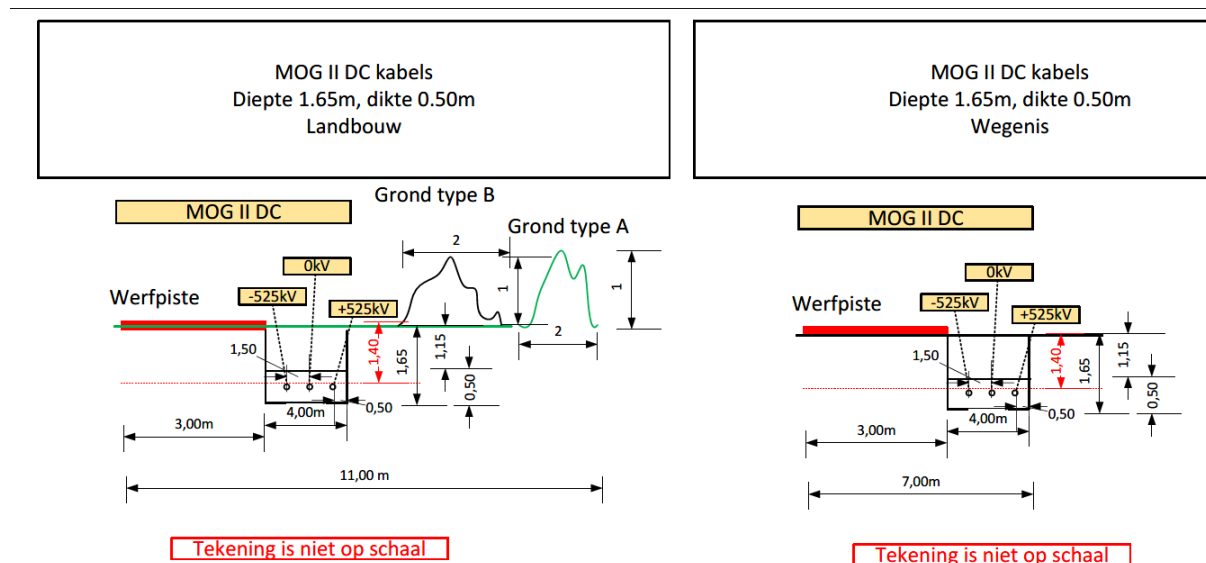 MOG II DC kabels
Diepte 1.65m, dikte 0.50m
Landbouw
MOG II DC
Grond type B
Grond type A
2
0kV
-525kV
+525kV
Werfpiste
1
1
2
1,50
1,40
1,65
1,15
0,50
4,00m
0,50
3,00m
11,00 m
Tekening is niet op schaal
MOG II DC kabels
Diepte 1.65m, dikte 0.50m
Wegenis
MOG II DC
0kV
-525kV
+525kV
Werfpiste
1,50
1,40
1,65
1,15
0,50
4,00m
0,50
3,00m
7,00m
Tekening is niet op schaal